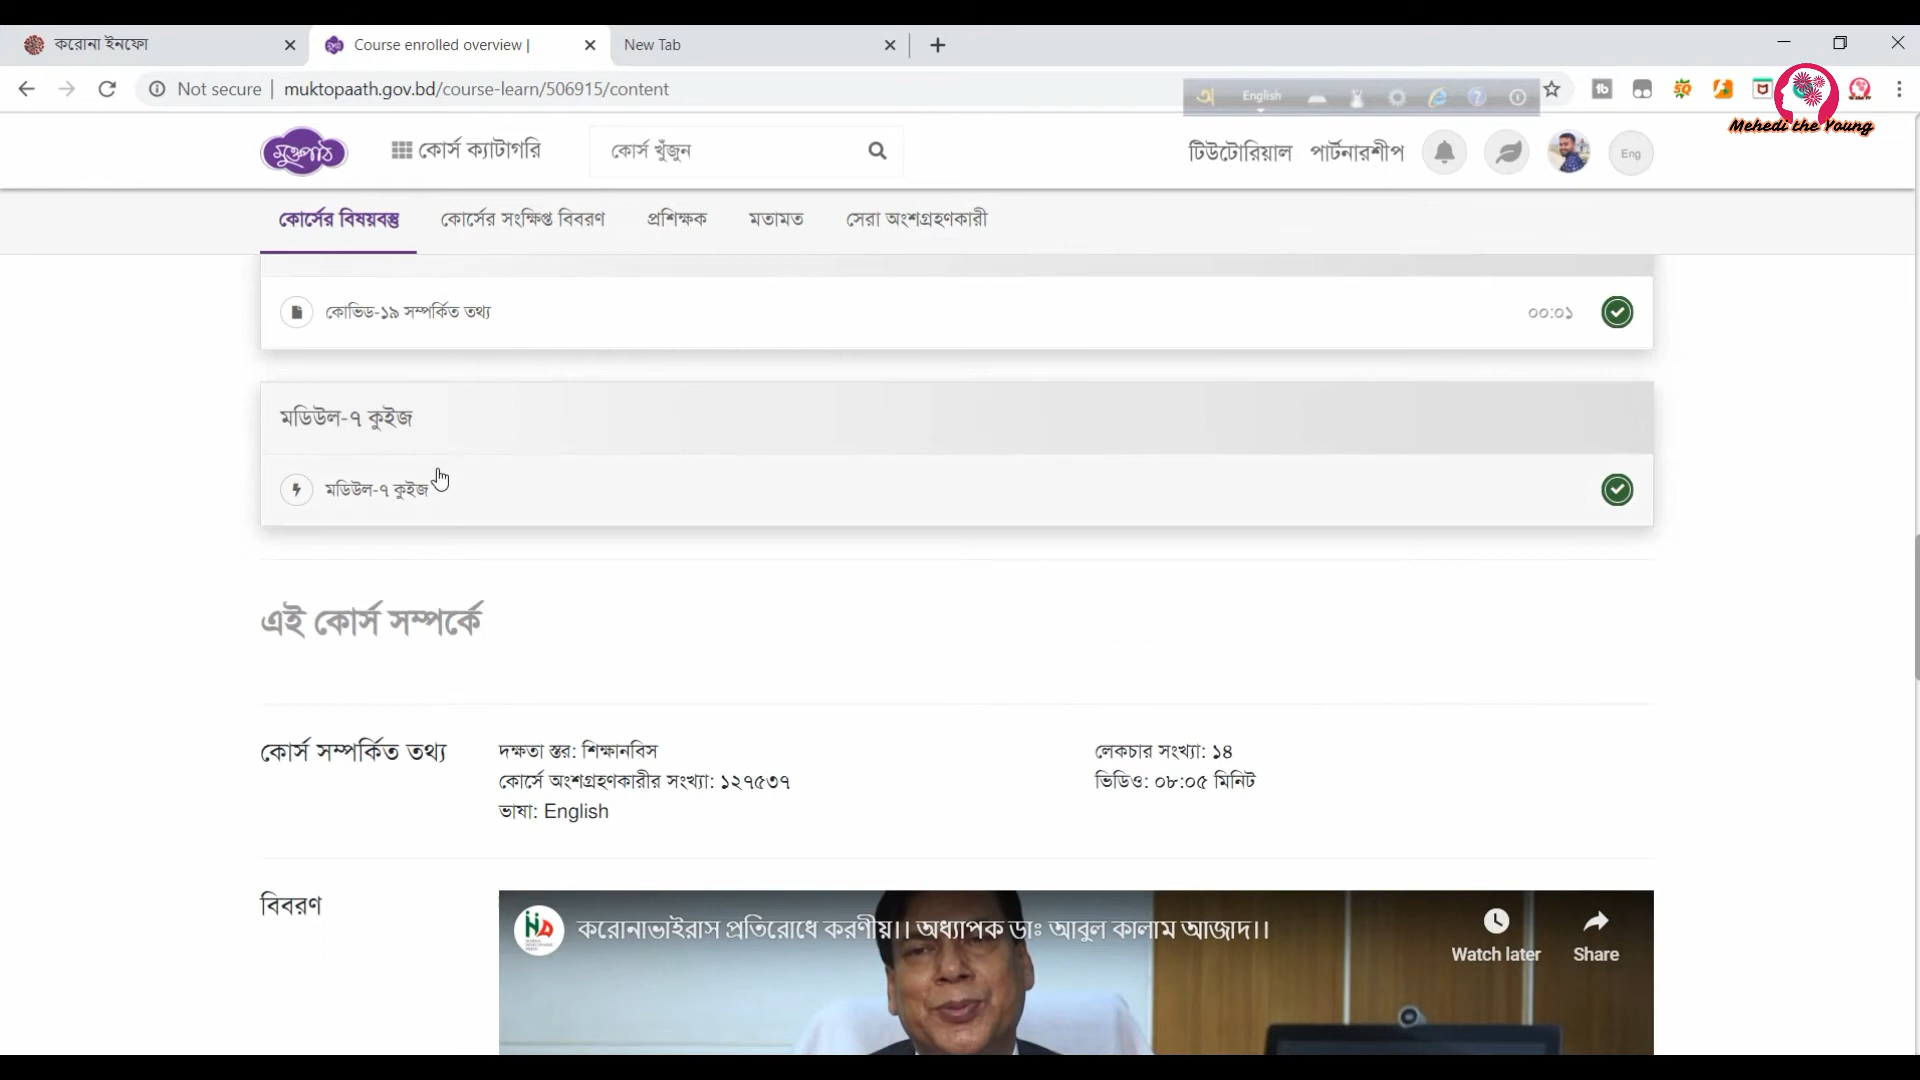 করোনা ইনফো
Course enrolled overview |
New Tab
Not secure
muktopaath.gov.bd/course-learn/506915/content
English
Mehedi the Young
মুক্তপাঠ
কোর্স ক্যাটাগরি
কোর্স খুঁজুন
টিউটোরিয়াল
পার্টনারশীপ
Eng
কোর্সের বিষয়বস্তু
কোর্সের সংক্ষিপ্ত বিবরণ
প্রশিক্ষক
মতামত
সেরা অংশগ্রহণকারী
কোভিড-১৯ সম্পর্কিত তথ্য
০০:০১
মডিউল-৭ কুইজ
মডিউল-৭ কুইজ
এই কোর্স সম্পর্কে
কোর্স সম্পর্কিত তথ্য
দক্ষতা স্তর: শিক্ষানবিস
কোর্সে অংশগ্রহণকারীর সংখ্যা: ১২৭৫৩৭
ভাষা: English
লেকচার সংখ্যা: ১৪
ভিডিও: ০৮:০৫ মিনিট
বিবরণ
করোনাভাইরাস প্রতিরোধে করণীয়।। অধ্যাপক ডাঃ আবুল কালাম আজাদ।।
Watch later
Share